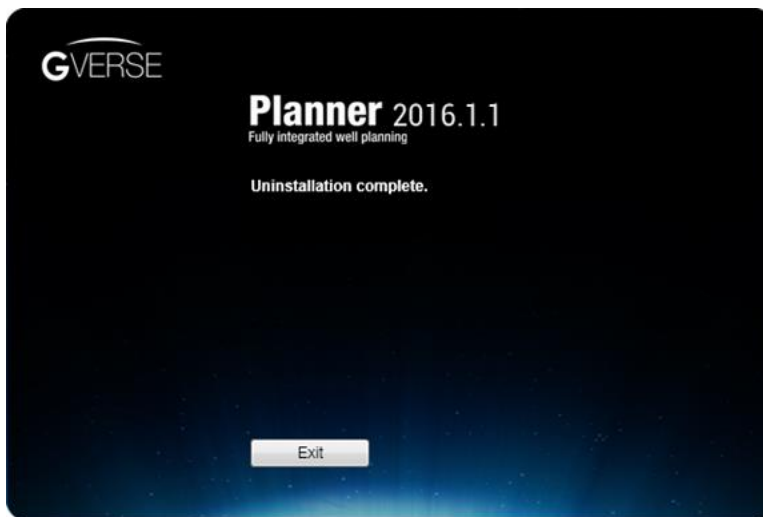 GVERSE
Planner 2016.1.1
Fully integrated well planning
Uninstallation complete.
Exit